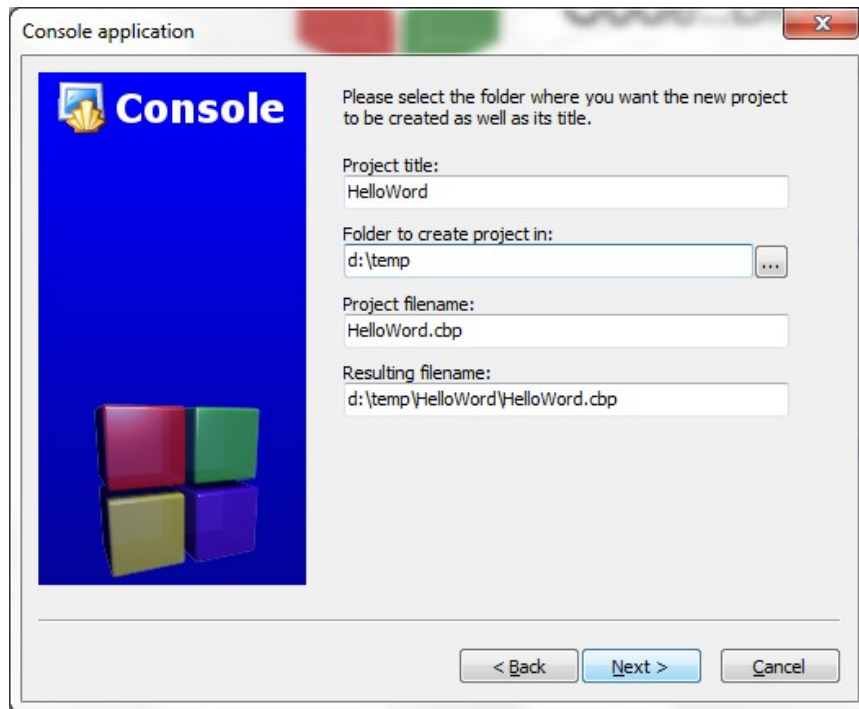 Console application
Console
Please select the folder where you want the new project
to be created as well as its title.
Project title:
HelloWord
Folder to create project in:
d:\temp
...
Project filename:
HelloWord.cbp
Resulting filename:
d:\temp\HelloWord\HelloWord.cbp
< Back
Next >
Cancel